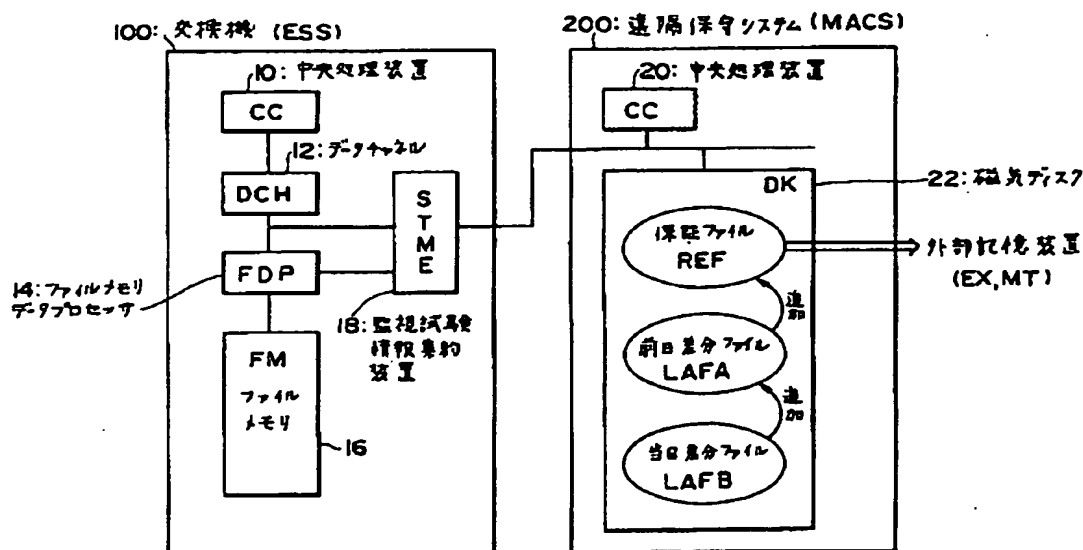 100: 交換機 (ESS)
10: 中央処理装置
CC
12: データチャネル
DCH
STME
FDP
14: ファイルメモリ
データプロセッサ
18: 監視試験
情報集約
装置
FM
ファイル
メモリ
16
200: 遠隔保守システム (MACS)
20: 中央処理装置
CC
DK
22: 磁気ディスク
保証ファイル
REF
外部記憶装置
(EX, MT)
追加
前日差分ファイル
LAFA
追加
当日差分ファイル
LAFB